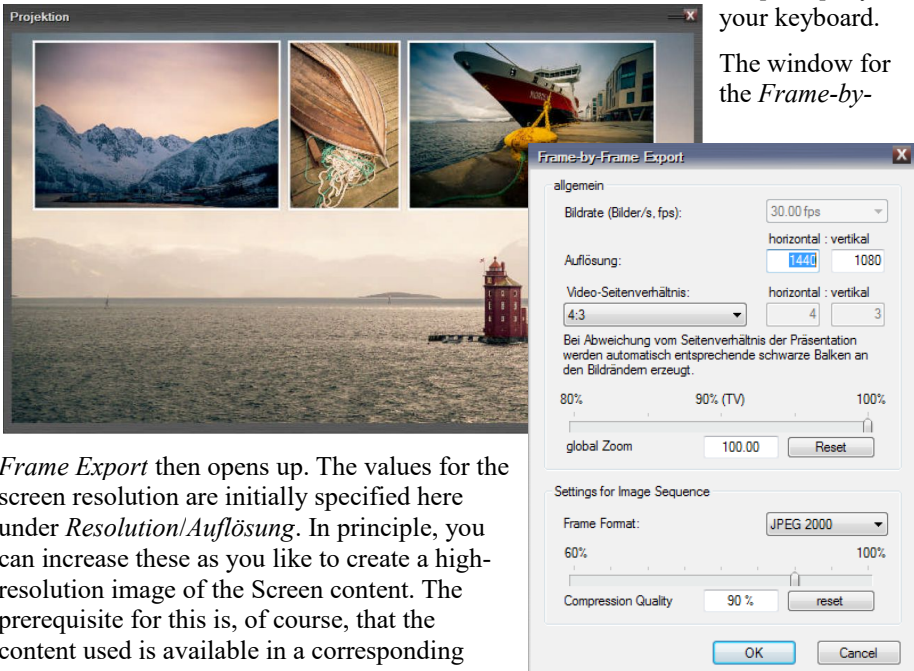 Projektion
your keyboard.
The window for
the Frame-by-
Frame-by-Frame Export
allgemein
Bildrate (Bilder/s, fps):
30.00 fps
horizontal : vertikal
Auflösung:
1440
1080
Video-Seitenverhältnis:
horizontal : vertikal
4:3
4
3
Bei Abweichung vom Seitenverhältnis der Präsentation
werden automatisch entsprechende schwarze Balken an
den Bildrändern erzeugt.
80%
90% (TV)
100%
global Zoom
100.00
Reset
Settings for Image Sequence
Frame Format:
JPEG 2000
60%
100%
Compression Quality
90 %
reset
OK
Cancel
Frame Export then opens up. The values for the
screen resolution are initially specified here
under Resolution/Auflösung. In principle, you
can increase these as you like to create a high-
resolution image of the Screen content. The
prerequisite for this is, of course, that the
content used is available in a corresponding